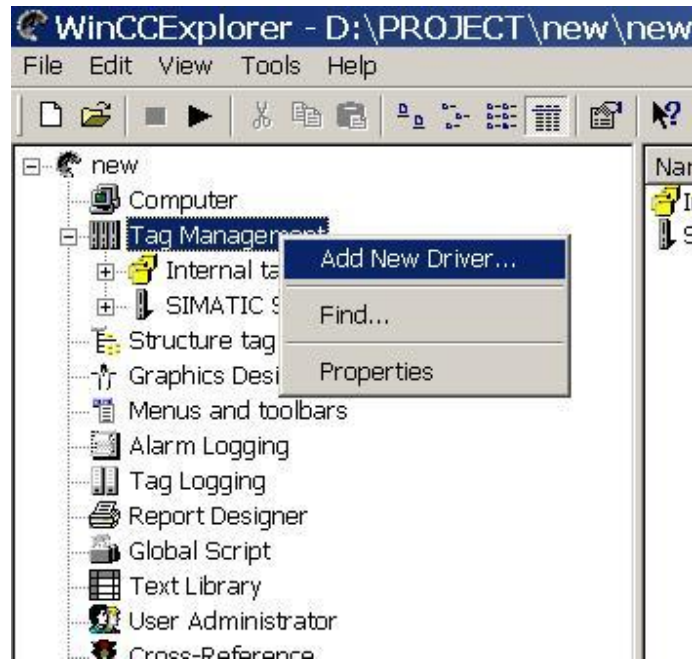 WinCCExplorer - D:\PROJECT\new\new
File Edit View Tools Help
new
Computer
Tag Management
Internal ta
SIMATIC S
Structure tag
Graphics Desi
Menus and toolbars
Alarm Logging
Tag Logging
Report Designer
Global Script
Text Library
User Administrator
Cross-Reference
Add New Driver...
Find...
Properties
Nar
I
S